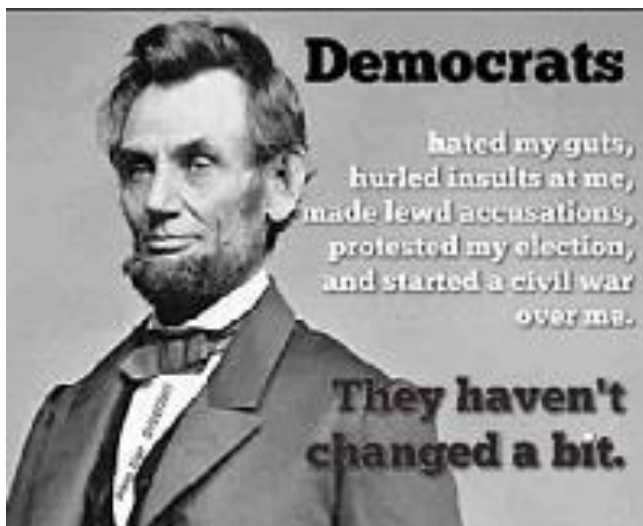 Democrats
hated my guts,
hurled insults at me,
made lewd accusations,
protested my election,
and started a civil war
over me.
They haven't
changed a bit.